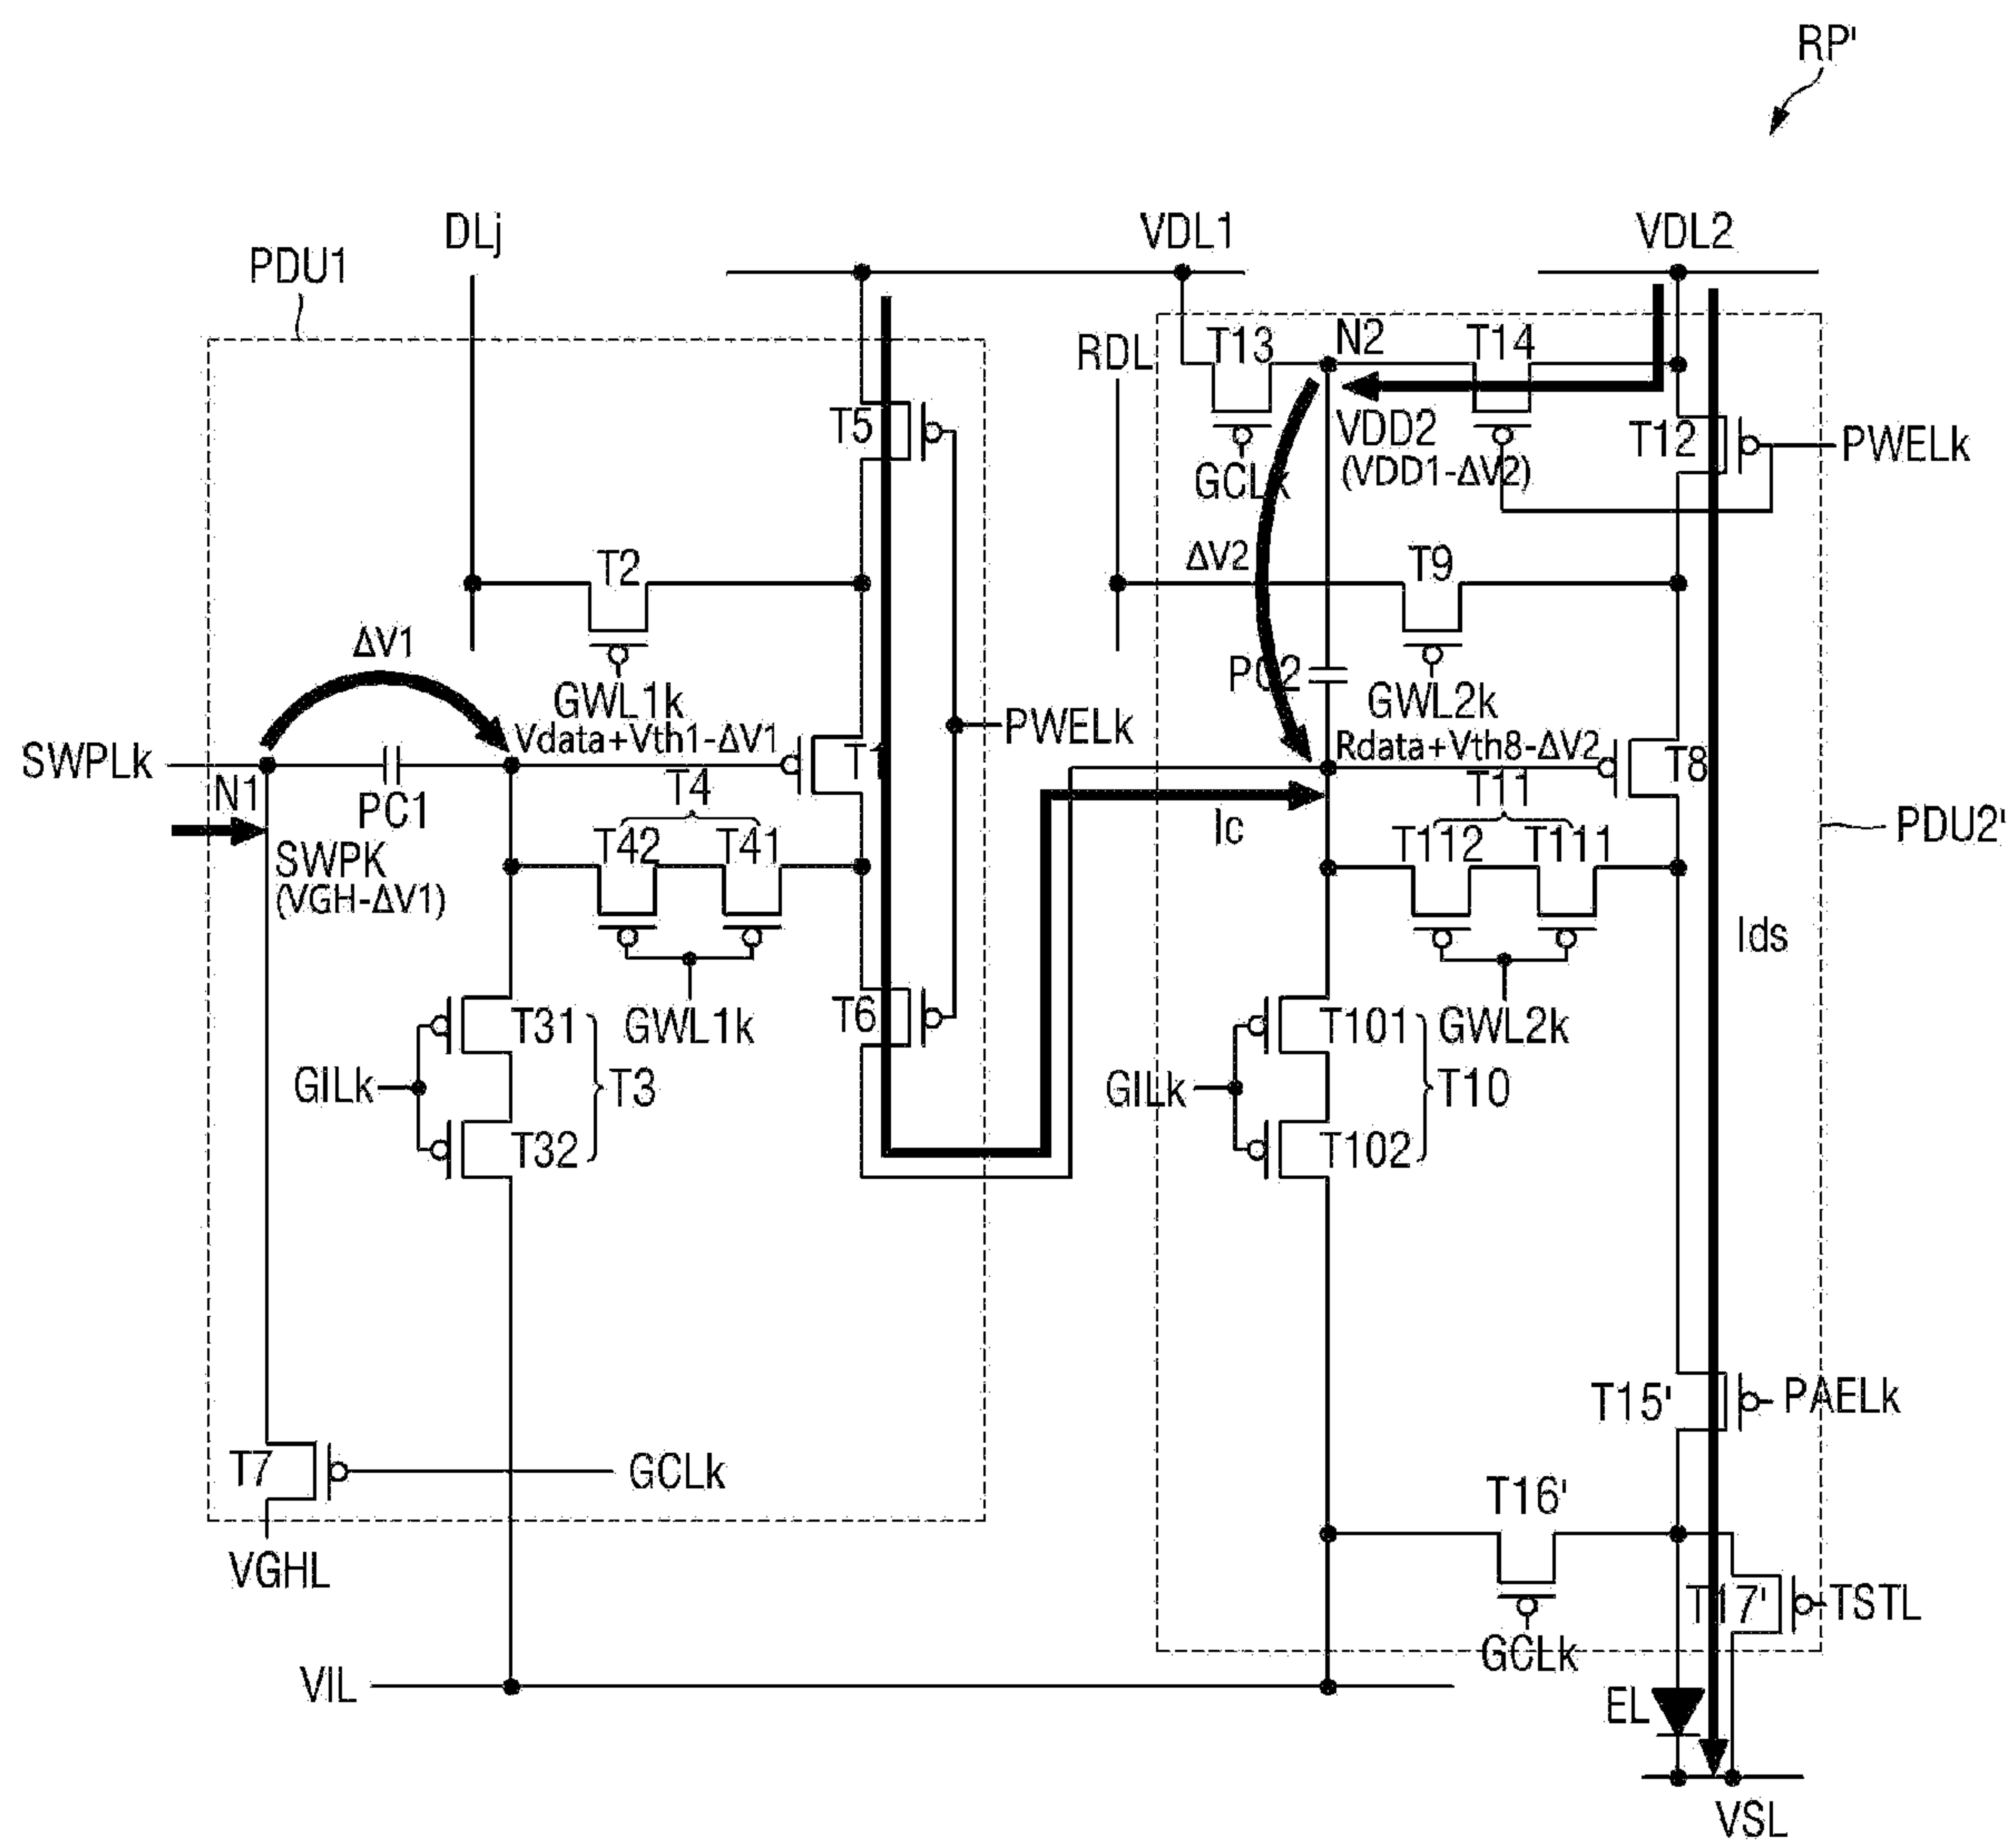 RP'
DLj
VDL1
VDL2
PDU1
RDL
T13
N2
T14
T5
VDD2
(VDD1-ΔV2)
T12
PWELk
GCLk
T2
ΔV2
T9
ΔV1
GWL1k
PC2
GWL2k
PWELk
Vdata+Vth1-ΔV1
Rdata+Vth8-ΔV2
SWPLk
T1
T8
N1
PC1
T4
T11
Ic
PDU2'
SWPK
(VGH-ΔV1)
T42
T41
T112
T111
Ids
T31
GWL1k
T6
T101
GWL2k
GILk
T3
GILk
T10
T32
T102
T15'
PAELk
T7
GCLk
T16'
VGHL
T17'
TSTL
GCLk
VIL
EL
VSL